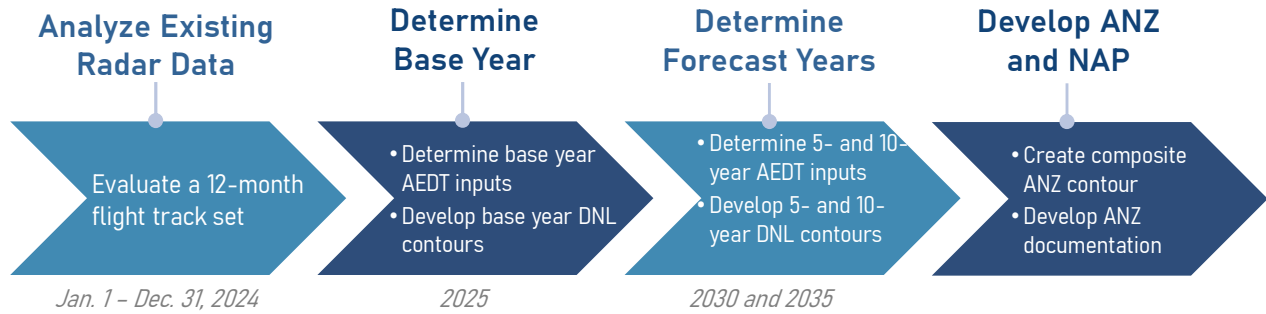 Analyze Existing
Radar Data
Evaluate a 12-month
flight track set
Jan. 1 – Dec. 31, 2024
Determine
Base Year
• Determine base year
AEDT inputs
• Develop base year DNL
contours
2025
Determine
Forecast Years
• Determine 5- and 10-
year AEDT inputs
• Develop 5- and 10-
year DNL contours
2030 and 2035
Develop ANZ
and NAP
• Create composite
ANZ contour
• Develop ANZ
documentation